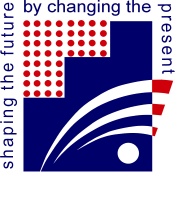 shaping the future
by changing the
present